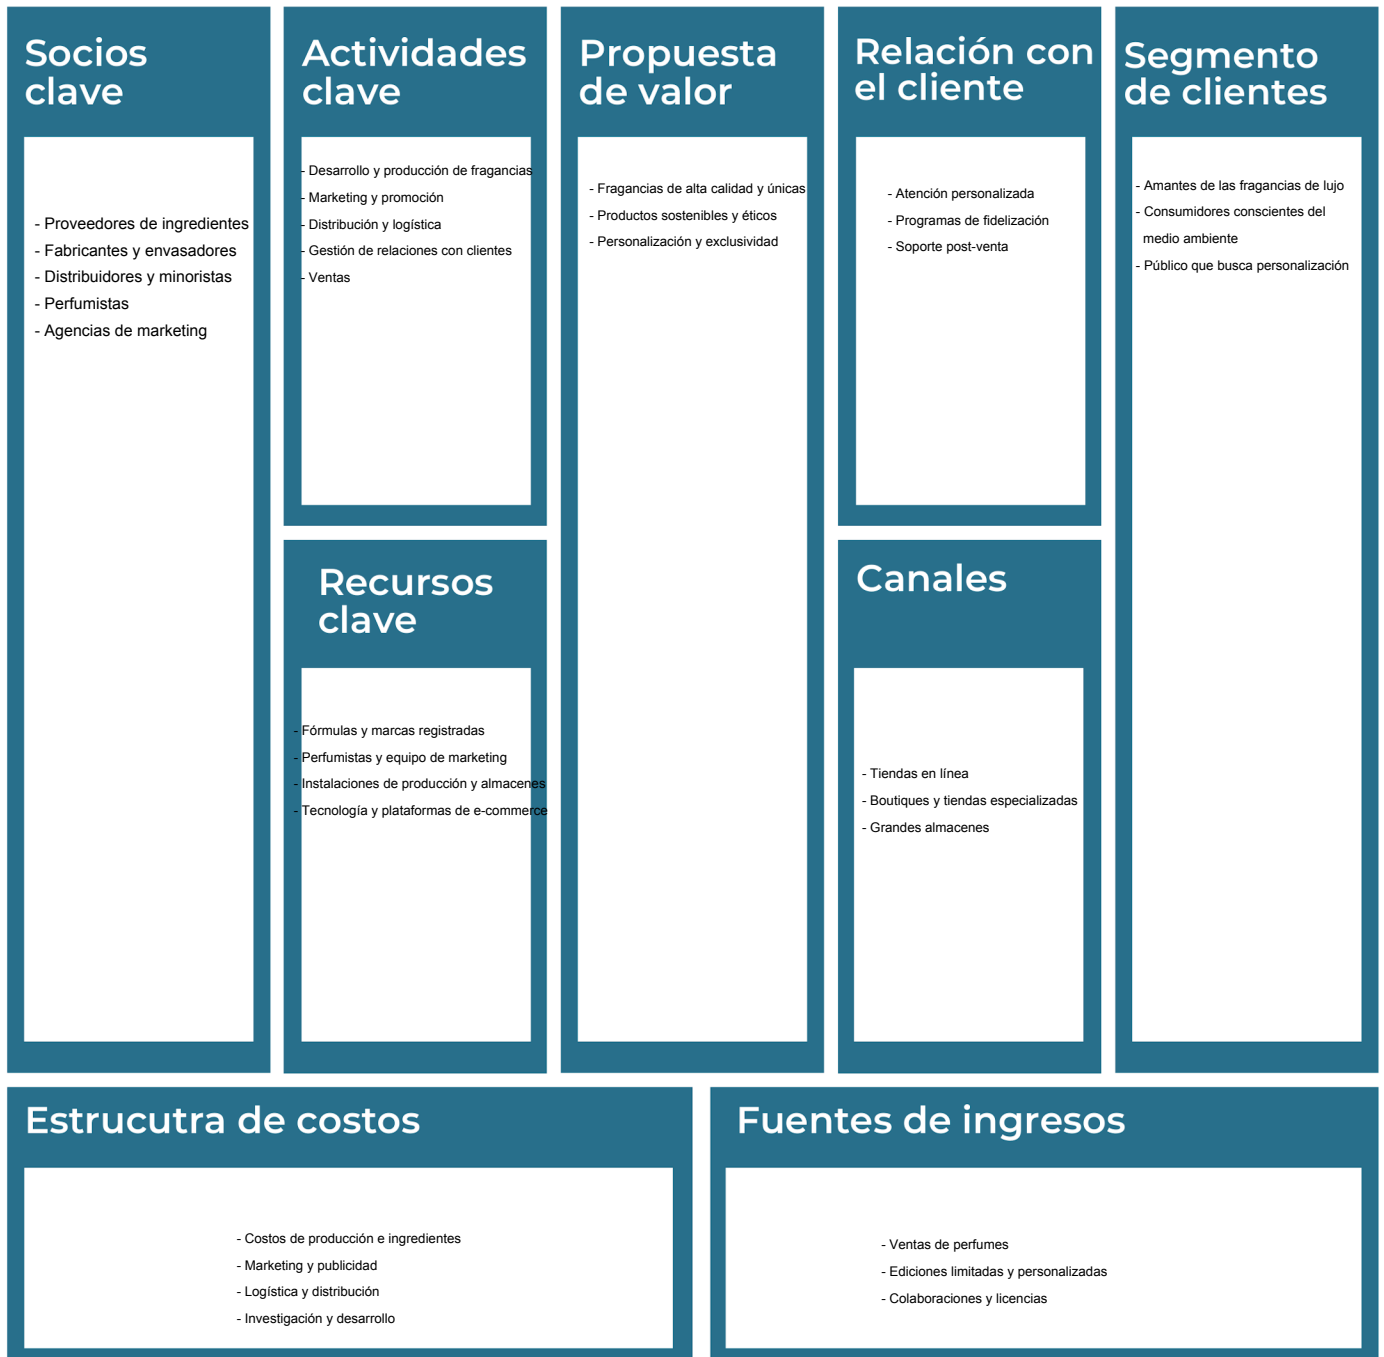 Socios
clave
- Proveedores de ingredientes
- Fabricantes y envasadores
- Distribuidores y minoristas
- Perfumistas
- Agencias de marketing
Actividades
clave
- Desarrollo y producción de fragancias
- Marketing y promoción
- Distribución y logística
- Gestión de relaciones con clientes
- Ventas
Recursos
clave
- Fórmulas y marcas registradas
- Perfumistas y equipo de marketing
- Instalaciones de producción y almacenes
- Tecnología y plataformas de e-commerce
Propuesta
de valor
- Fragancias de alta calidad y únicas
- Productos sostenibles y éticos
- Personalización y exclusividad
Relación con
el cliente
- Atención personalizada
- Programas de fidelización
- Soporte post-venta
Canales
- Tiendas en línea
- Boutiques y tiendas especializadas
- Grandes almacenes
Segmento
de clientes
- Amantes de las fragancias de lujo
- Consumidores conscientes del
medio ambiente
- Público que busca personalización
Estrucutra de costos
- Costos de producción e ingredientes
- Marketing y publicidad
- Logística y distribución
- Investigación y desarrollo
Fuentes de ingresos
- Ventas de perfumes
- Ediciones limitadas y personalizadas
- Colaboraciones y licencias